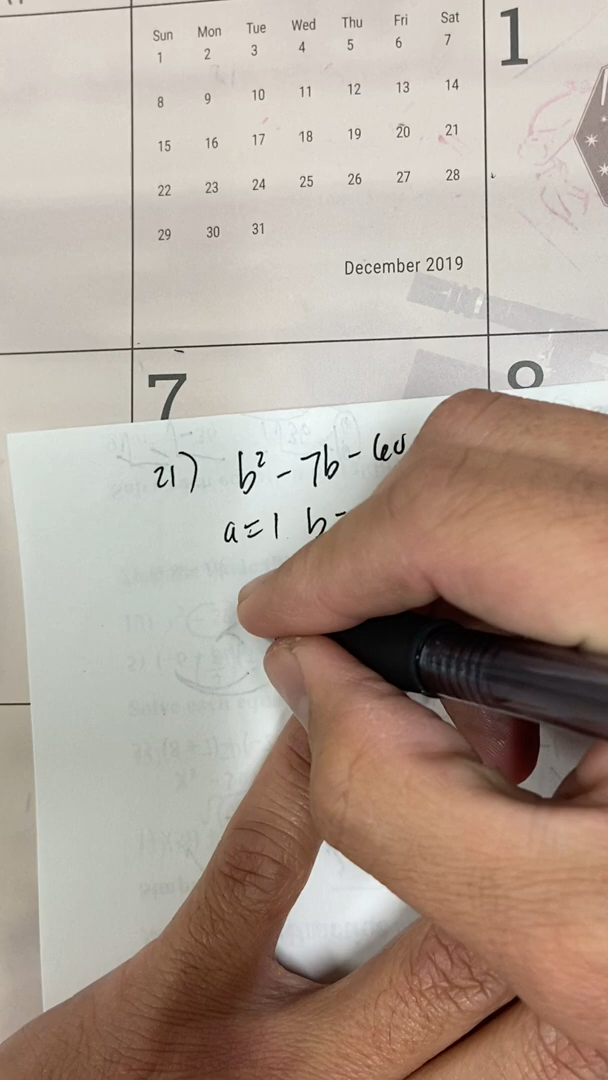 Sun Mon Tue Wed Thu Fri Sat
1 2 3 4 5 6 7
8 9 10 11 12 13 14
15 16 17 18 19 20 21
22 23 24 25 26 27 28
29 30 31
December 2019
1
7
8
21) b² - 7b - 60
a = 1 b =